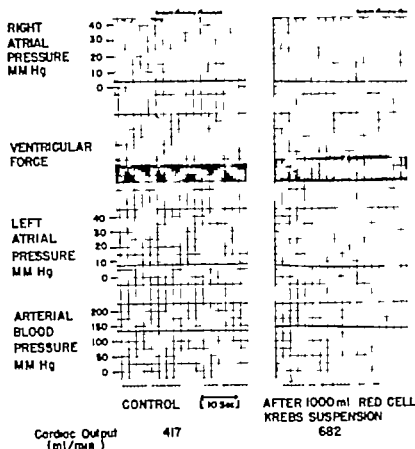 RIGHT
ATRIAL
PRESSURE
MM Hg
40
30
20
10
0
VENTRICULAR
FORCE
LEFT
ATRIAL
PRESSURE
MM Hg
40
30
20
10
0
ARTERIAL
BLOOD
PRESSURE
MM Hg
200
150
100
50
0
CONTROL
10 Sec
AFTER 1000 ml RED CELL
KREBS SUSPENSION
Cardiac Output
(ml/min)
417
682